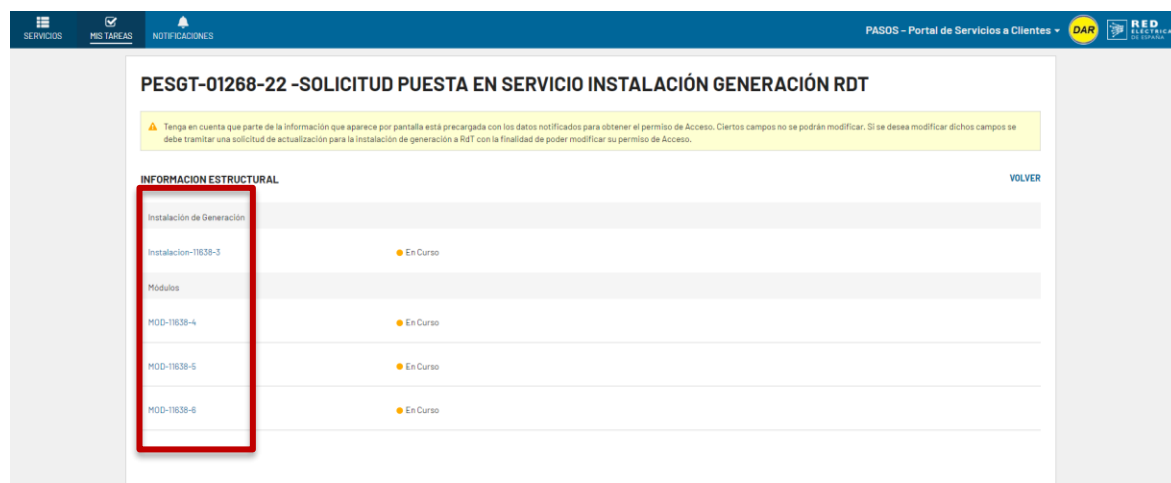 SERVICIOS
MIS TAREAS
NOTIFICACIONES
PASOS – Portal de Servicios a Clientes
DAR
RED
ELÉCTRICA
DE ESPAÑA
PESGT-01268-22 -SOLICITUD PUESTA EN SERVICIO INSTALACIÓN GENERACIÓN RDT
Tenga en cuenta que parte de la información que aparece por pantalla está precargada con los datos notificados para obtener el permiso de Acceso. Ciertos campos no se podrán modificar. Si se desea modificar dichos campos se
debe tramitar una solicitud de actualización para la instalación de generación a RdT con la finalidad de poder modificar su permiso de Acceso.
INFORMACION ESTRUCTURAL
VOLVER
Instalación de Generación
Instalacion-11638-3 En Curso
Módulos
MOD-11638-4 En Curso
MOD-11638-5 En Curso
MOD-11638-6 En Curso